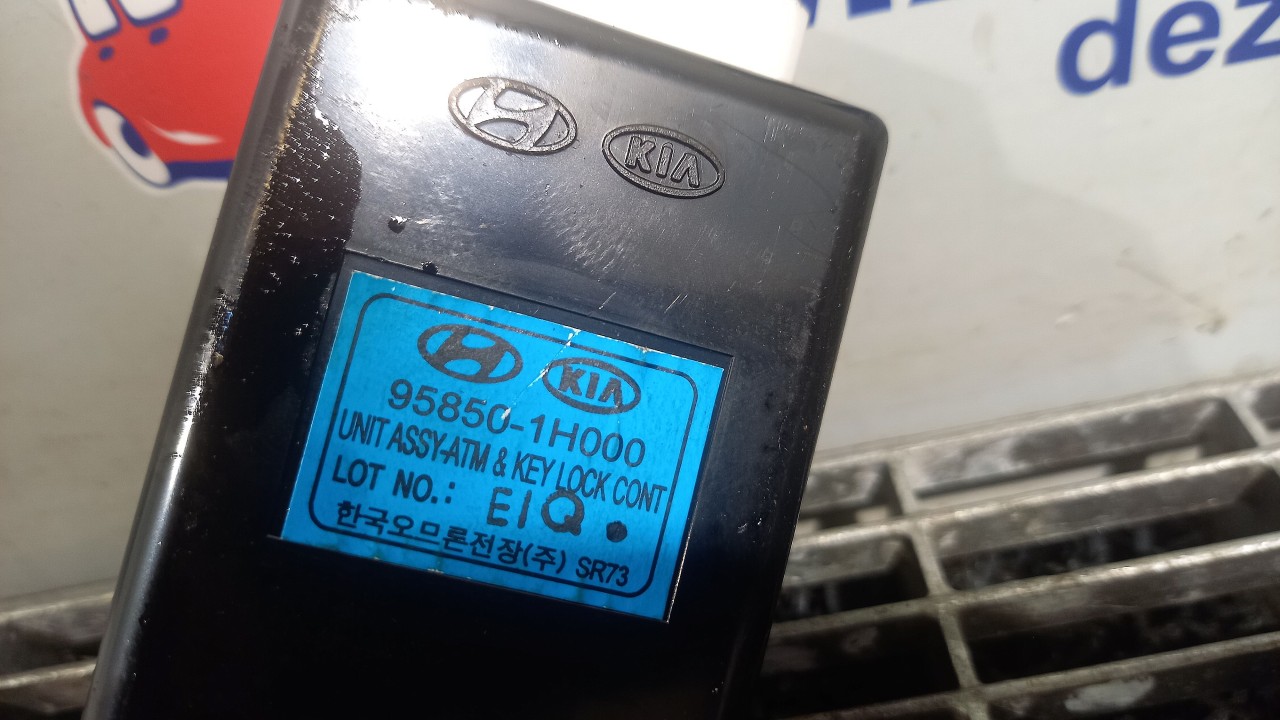 dez
KIA
KIA
95850-1H000
UNIT ASSY-ATM & KEY LOCK CONT
LOT NO.: E1Q.
한국오므론전장(주) SR73